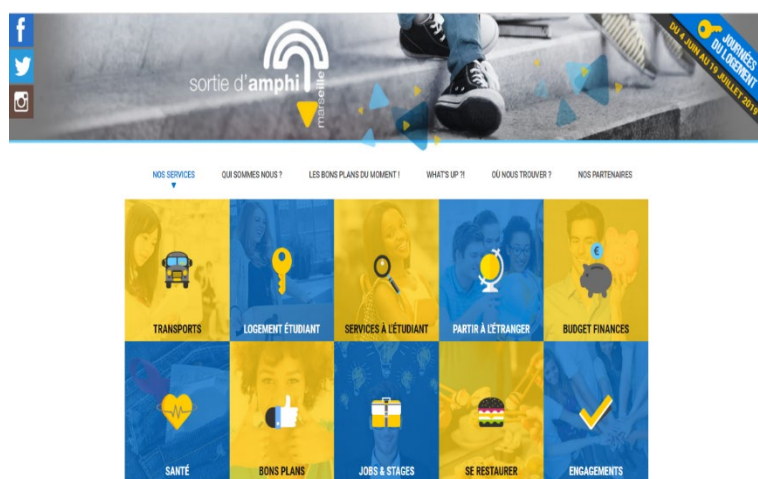 JOURNÉES
DU LOGEMENT
DU 4 JUIN AU 19 JUILLET 2019
sortie d'amphi
marseille
NOS SERVICES
QUI SOMMES NOUS ?
LES BONS PLANS DU MOMENT !
WHAT'S UP ?!
OÙ NOUS TROUVER ?
NOS PARTENAIRES
TRANSPORTS
LOGEMENT ÉTUDIANT
SERVICES À L'ÉTUDIANT
PARTIR À L'ÉTRANGER
BUDGET FINANCES
SANTÉ
BONS PLANS
JOBS & STAGES
SE RESTAURER
ENGAGEMENTS